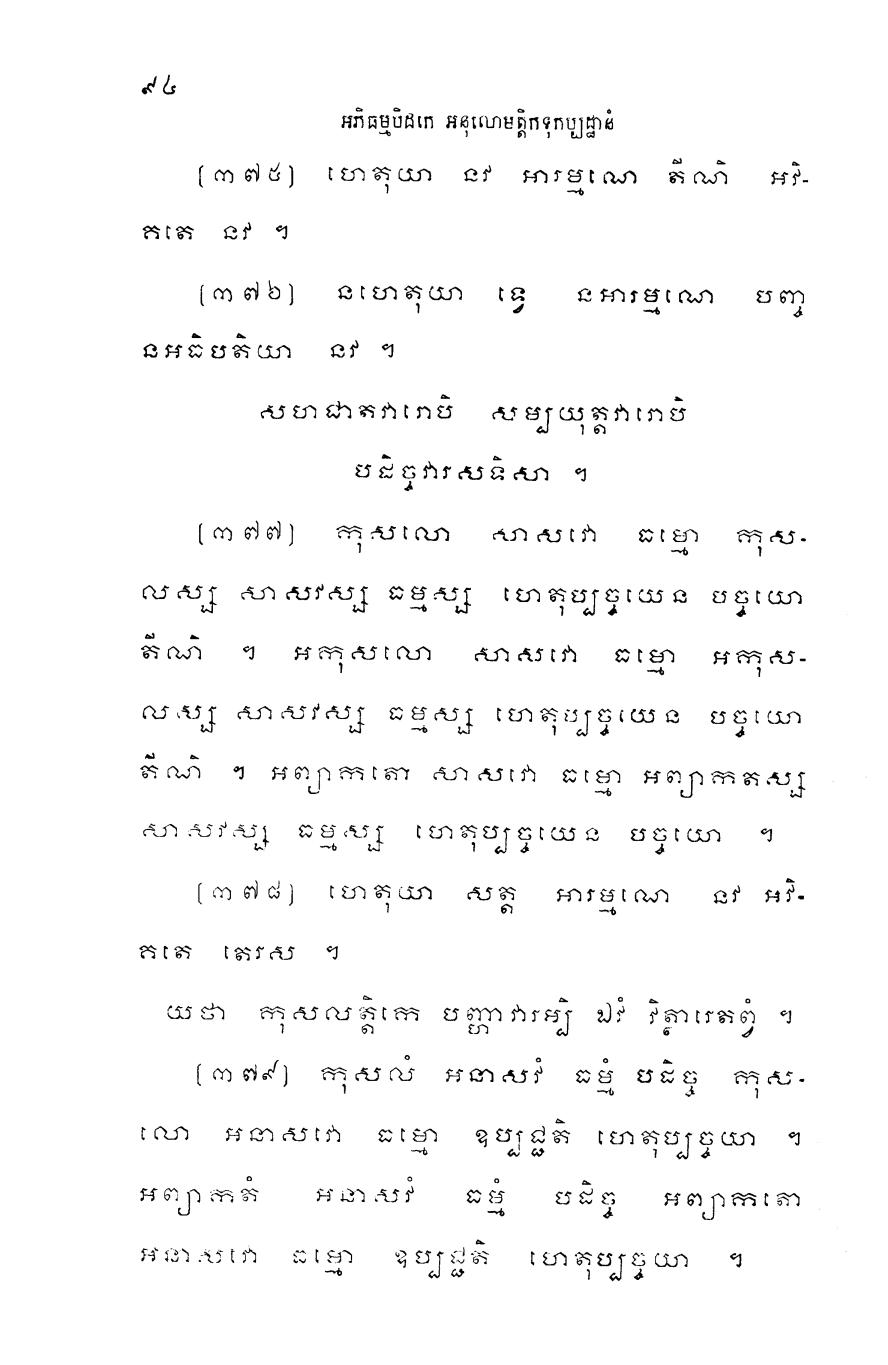 ៩៤
អភិធម្មបិដកេ អនុលោមត្តិកទុកប្បដ្ឋានំ
[៣៧៥] ហេតុយា នវ អារម្មណេ តីណិ អវិ-
គតេ នវ ។
[៣៧៦] នហេតុយា ទ្វេ នអារម្មណេ បញ្ច
នអធិបតិយា នវ ។
សហជាតវារោបិ សម្បយុត្តវារោបិ
បដិច្ចវារសទិសា ។
[៣៧៧] កុសលោ សាសវោ ធម្មោ កុស-
លស្ស សាសវស្ស ធម្មស្ស ហេតុប្បច្ចយេន បច្ចយោ
តីណិ ។ អកុសលោ សាសវោ ធម្មោ អកុស-
លស្ស សាសវស្ស ធម្មស្ស ហេតុប្បច្ចយេន បច្ចយោ
តីណិ ។ អព្យាកតោ សាសវោ ធម្មោ អព្យាកតស្ស
សាសវស្ស ធម្មស្ស ហេតុប្បច្ចយេន បច្ចយោ ។
[៣៧៨] ហេតុយា សត្ត អារម្មណេ នវ អវិ-
គតេ តេរស ។
យថា កុសលត្តិកេ បញ្ហាវារម្បិ ឯវំ វិត្ថារេតព្វំ ។
[៣៧៩] កុសលំ អនាសវំ ធម្មំ បដិច្ច កុស-
លោ អនាសវោ ធម្មោ ឧប្បជ្ជតិ ហេតុប្បច្ចយា ។
អព្យាកតំ អនាសវំ ធម្មំ បដិច្ច អព្យាកតោ
អនាសវោ ធម្មោ ឧប្បជ្ជតិ ហេតុប្បច្ចយា ។